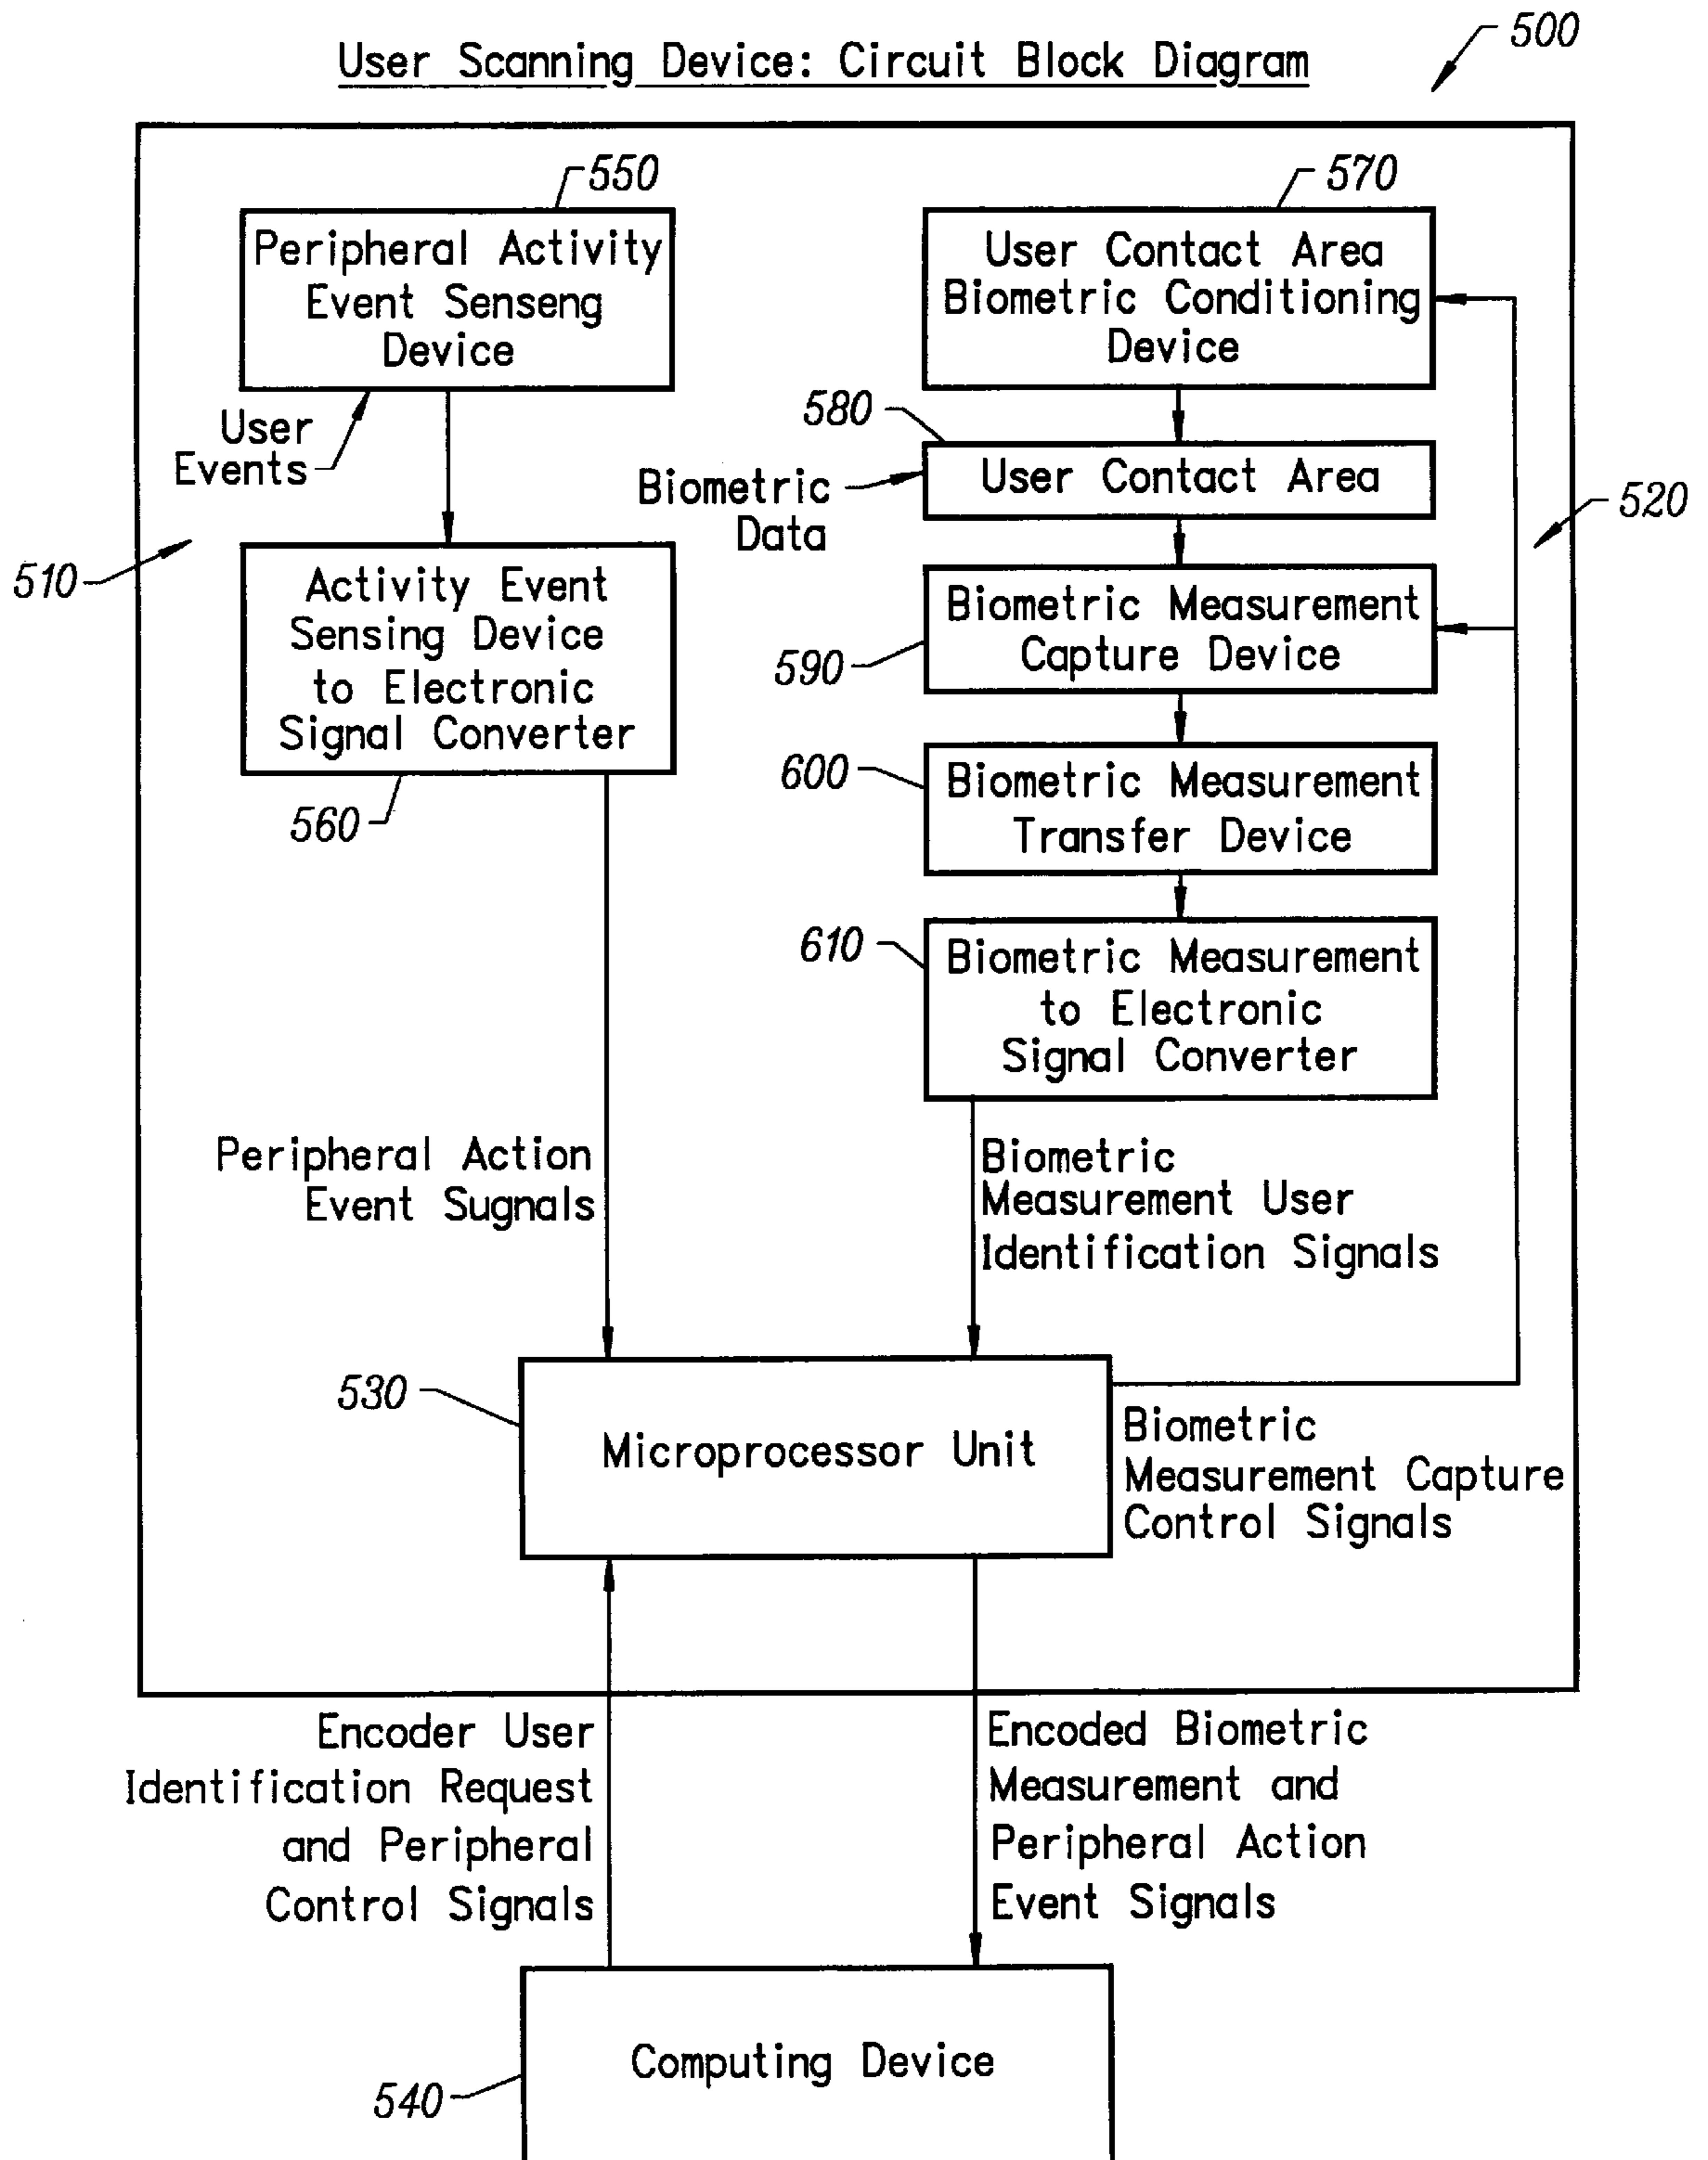 User Scanning Device: Circuit Block Diagram
500
550
Peripheral Activity
Event Senseng
Device
User
Events
510
Activity Event
Sensing Device
to Electronic
Signal Converter
560
570
User Contact Area
Biometric Conditioning
Device
580
User Contact Area
Biometric
Data
520
Biometric Measurement
Capture Device
590
600
Biometric Measurement
Transfer Device
610
Biometric Measurement
to Electronic
Signal Converter
Peripheral Action
Event Sugnals
Biometric
Measurement User
Identification Signals
530
Microprocessor Unit
Biometric
Measurement Capture
Control Signals
Encoder User
Identification Request
and Peripheral
Control Signals
Encoded Biometric
Measurement and
Peripheral Action
Event Signals
Computing Device
540